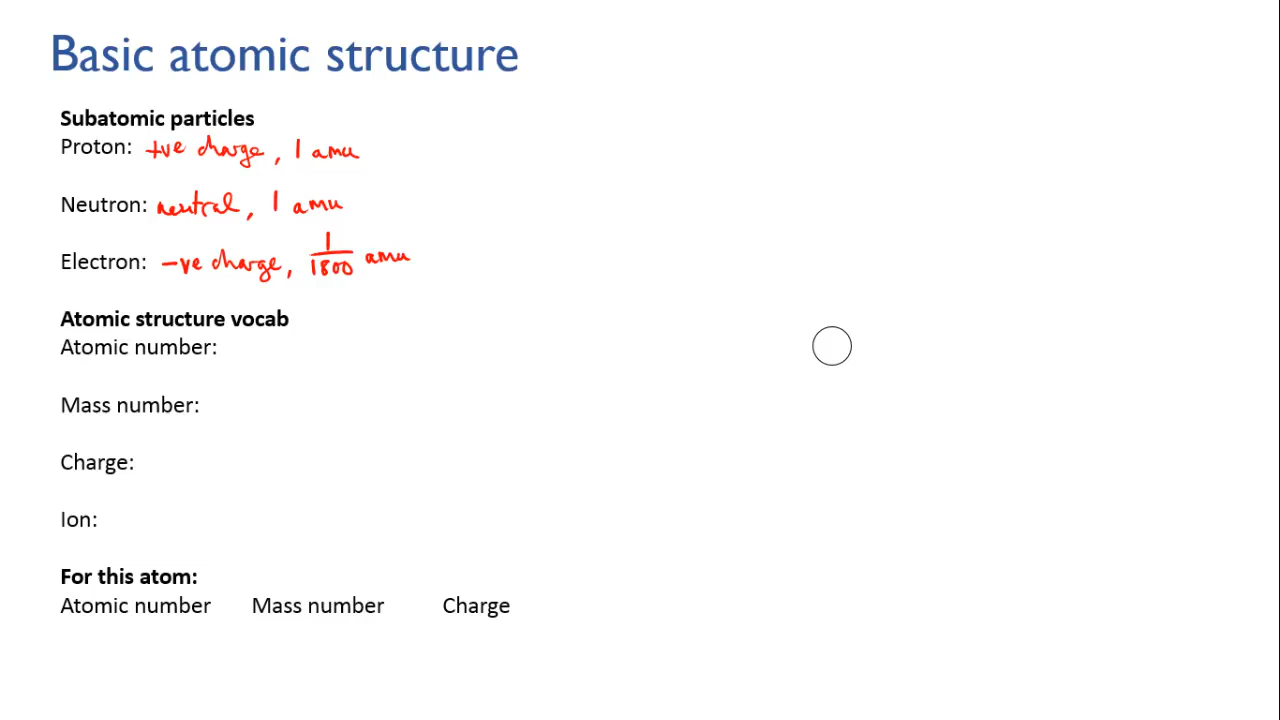 Basic atomic structure
Subatomic particles
Proton: +ve charge, 1 amu
Neutron: neutral, 1 amu
Electron: -ve charge, 1/1800 amu
Atomic structure vocab
Atomic number:
Mass number:
Charge:
Ion:
For this atom:
Atomic number Mass number Charge